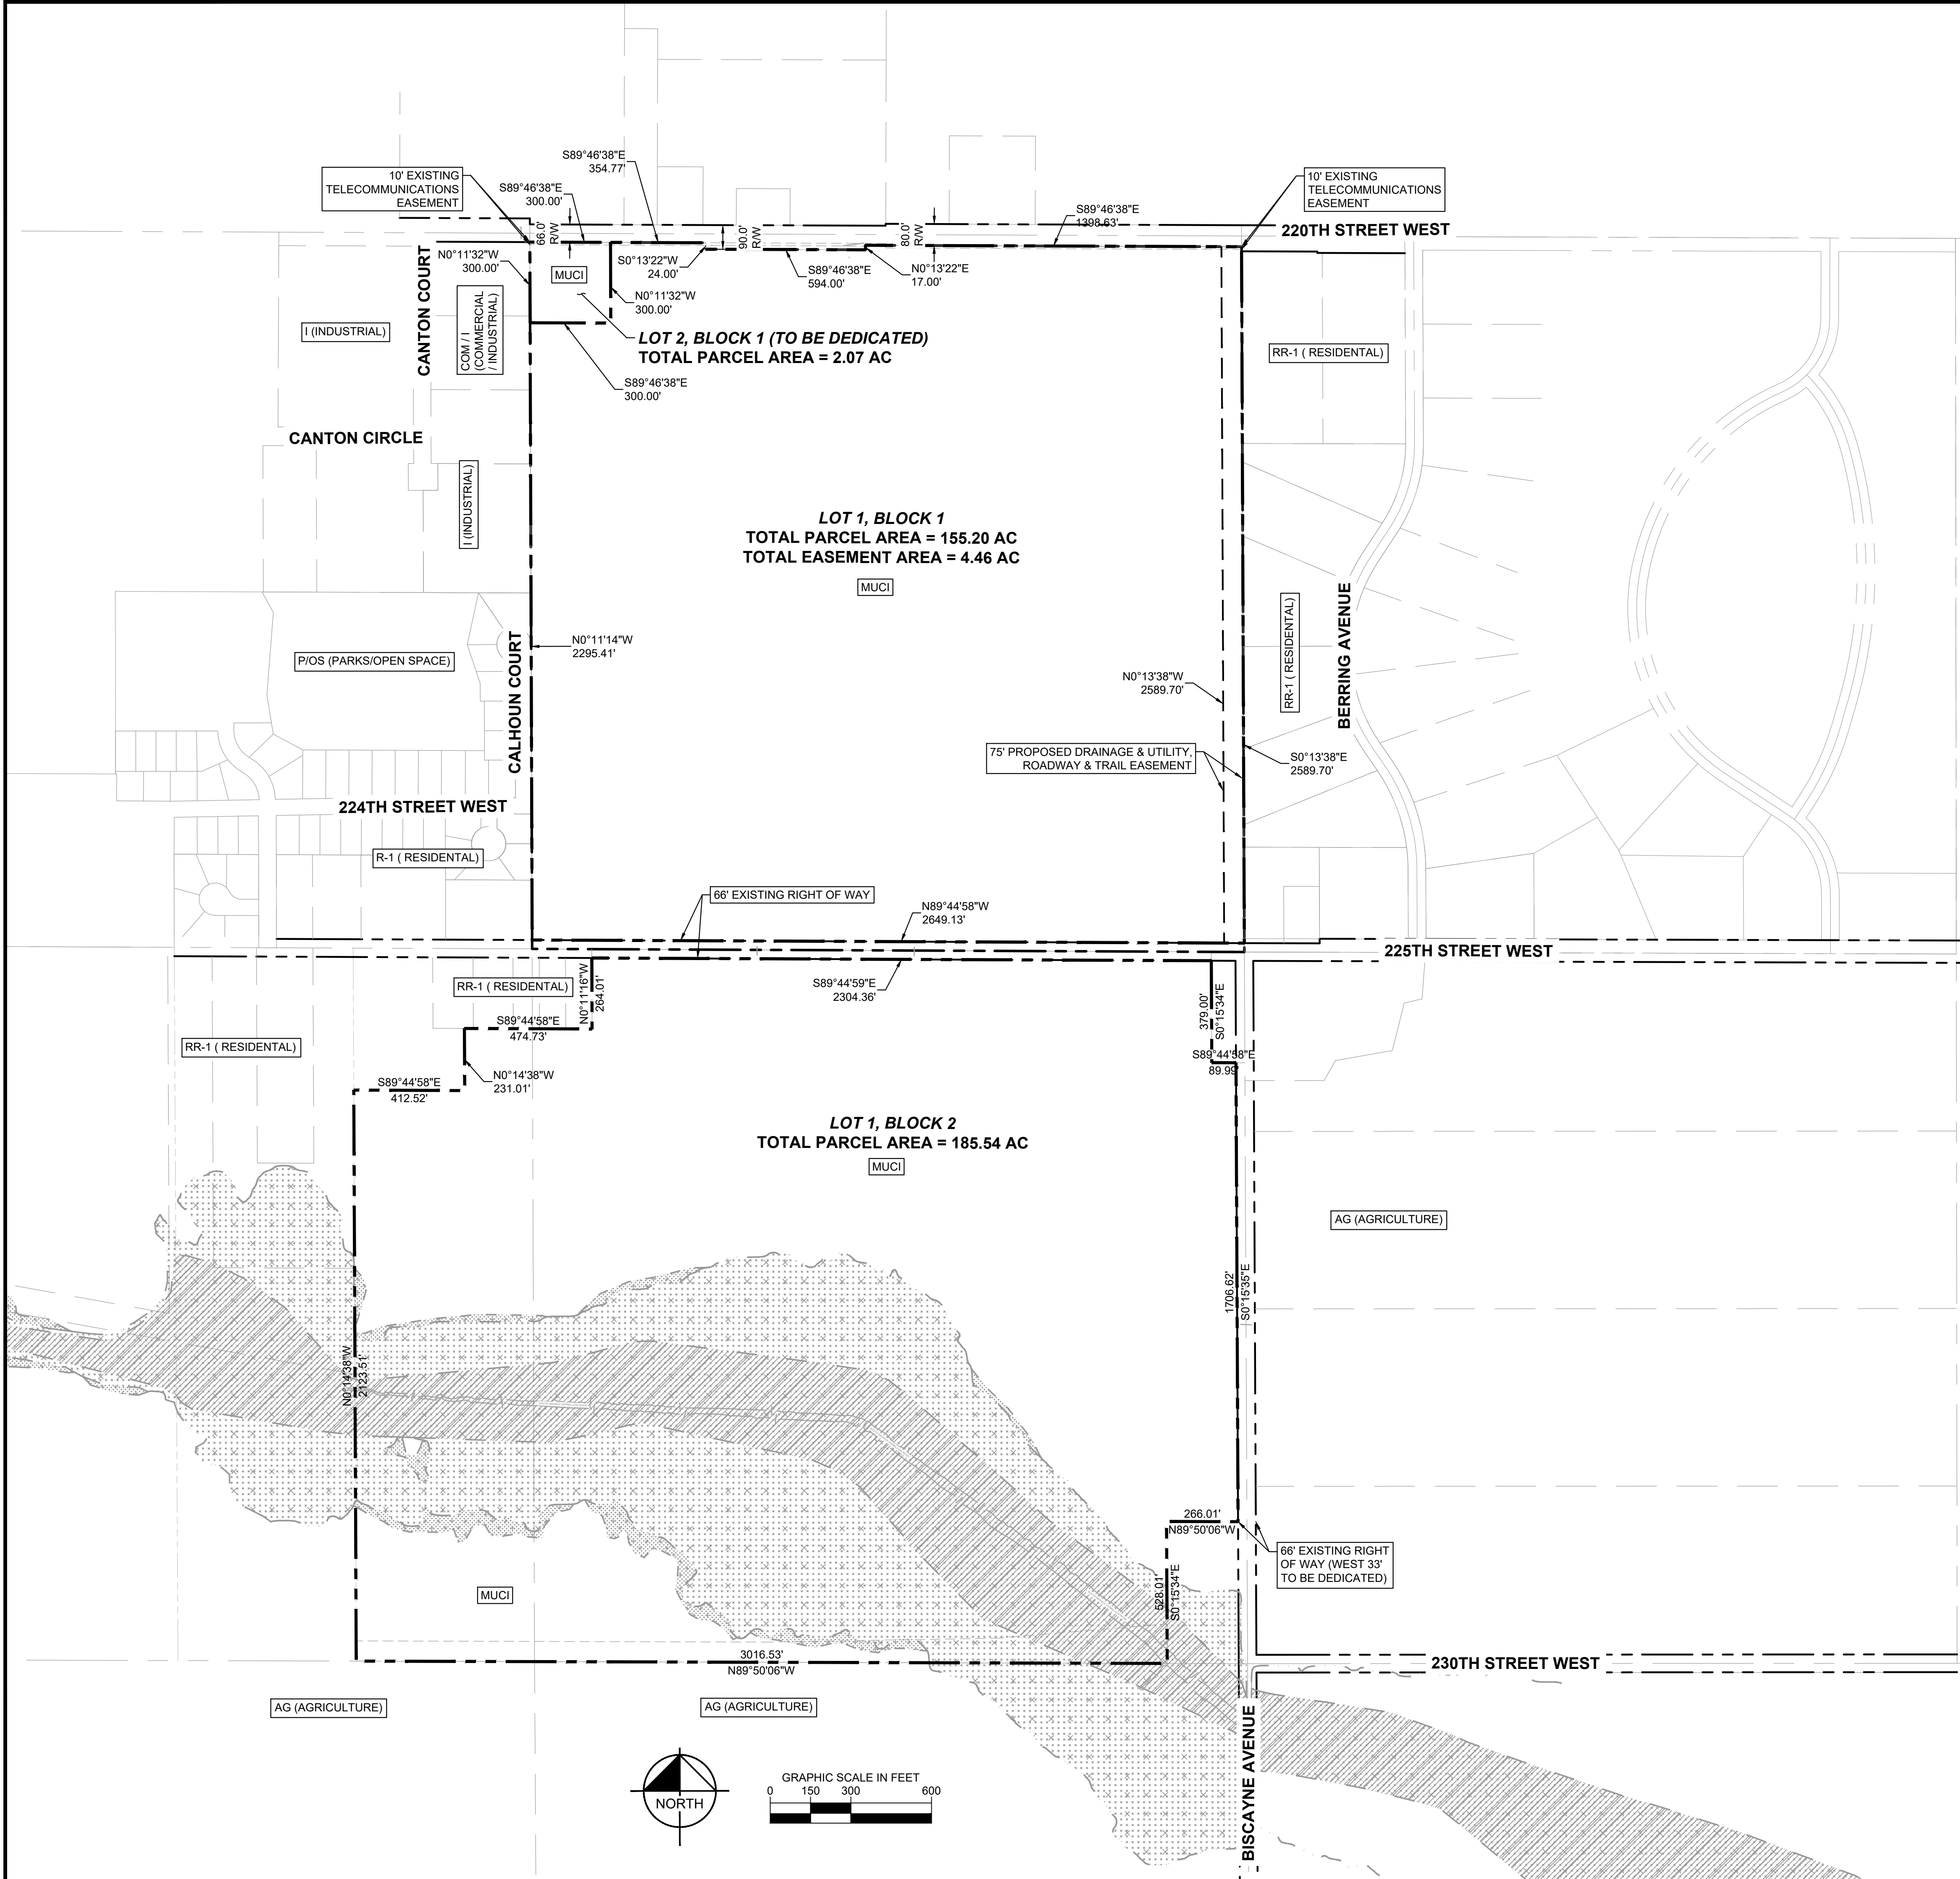 S89°46'38"E
354.77'
10' EXISTING
TELECOMMUNICATIONS
EASEMENT
S89°46'38"E
300.00'
10' EXISTING
TELECOMMUNICATIONS
EASEMENT
66.0'
R/W
90.0'
R/W
80.0'
R/W
S89°46'38"E
1398.63'
220TH STREET WEST
N0°11'32"W
300.00'
MUCI
S0°13'22"W
24.00'
S89°46'38"E
594.00'
N0°13'22"E
17.00'
N0°11'32"W
300.00'
CANTON COURT
I (INDUSTRIAL)
COM / I
(COMMERCIAL
/ INDUSTRIAL)
LOT 2, BLOCK 1 (TO BE DEDICATED)
TOTAL PARCEL AREA = 2.07 AC
RR-1 ( RESIDENTAL)
S89°46'38"E
300.00'
CANTON CIRCLE
I (INDUSTRIAL)
LOT 1, BLOCK 1
TOTAL PARCEL AREA = 155.20 AC
TOTAL EASEMENT AREA = 4.46 AC
MUCI
N0°11'14"W
2295.41'
P/OS (PARKS/OPEN SPACE)
CALHOUN COURT
RR-1 ( RESIDENTAL)
BERRING AVENUE
N0°13'38"W
2589.70'
75' PROPOSED DRAINAGE & UTILITY,
ROADWAY & TRAIL EASEMENT
S0°13'38"E
2589.70'
224TH STREET WEST
R-1 ( RESIDENTAL)
66' EXISTING RIGHT OF WAY
N89°44'58"W
2649.13'
225TH STREET WEST
RR-1 ( RESIDENTAL)
N0°11'16"W
264.01'
S89°44'59"E
2304.36'
379.00'
S0°15'34"E
S89°44'58"E
474.73'
RR-1 ( RESIDENTAL)
S89°44'58"E
89.99'
N0°14'38"W
231.01'
S89°44'58"E
412.52'
LOT 1, BLOCK 2
TOTAL PARCEL AREA = 185.54 AC
MUCI
AG (AGRICULTURE)
1706.62'
S0°15'35"E
N0°14'38"W
2123.51'
266.01'
N89°50'06"W
66' EXISTING RIGHT
OF WAY (WEST 33'
TO BE DEDICATED)
528.01'
S0°15'34"E
MUCI
3016.53'
N89°50'06"W
230TH STREET WEST
AG (AGRICULTURE)
AG (AGRICULTURE)
BISCAYNE AVENUE
NORTH
GRAPHIC SCALE IN FEET
0 150 300 600